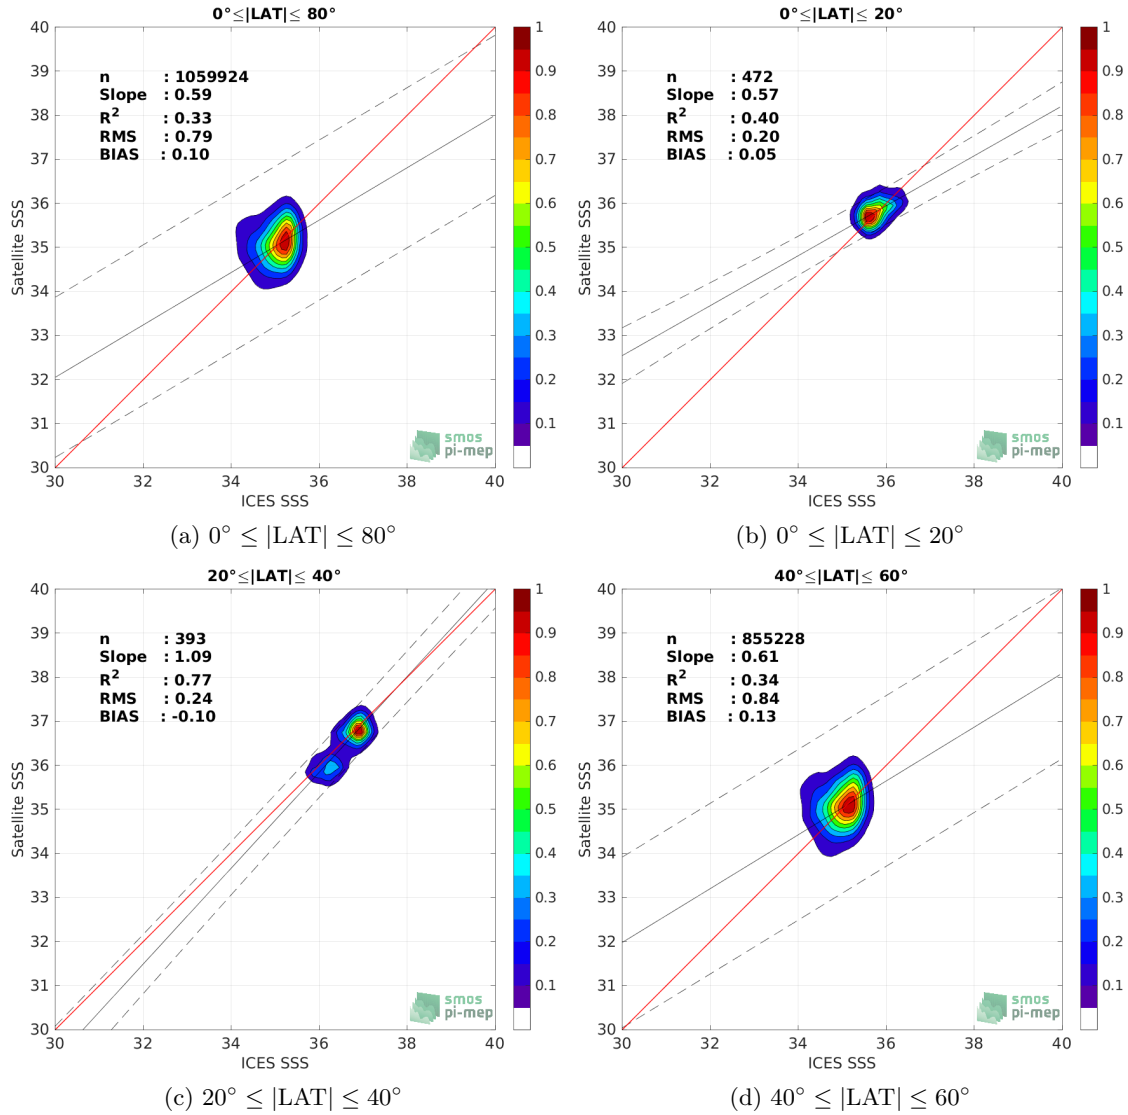 0°≤|LAT|≤ 80°
n : 1059924
Slope : 0.59
R² : 0.33
RMS : 0.79
BIAS : 0.10
40
39
38
37
36
35
34
33
32
31
30
Satellite SSS
30 32 34 36 38 40
ICES SSS
1
0.9
0.8
0.7
0.6
0.5
0.4
0.3
0.2
0.1
smos
pi-mep
(a) 0° ≤ |LAT| ≤ 80°
0°≤|LAT|≤ 20°
n : 472
Slope : 0.57
R² : 0.40
RMS : 0.20
BIAS : 0.05
40
39
38
37
36
35
34
33
32
31
30
Satellite SSS
30 32 34 36 38 40
ICES SSS
1
0.9
0.8
0.7
0.6
0.5
0.4
0.3
0.2
0.1
smos
pi-mep
(b) 0° ≤ |LAT| ≤ 20°
20°≤|LAT|≤ 40°
n : 393
Slope : 1.09
R² : 0.77
RMS : 0.24
BIAS : -0.10
40
39
38
37
36
35
34
33
32
31
30
Satellite SSS
30 32 34 36 38 40
ICES SSS
1
0.9
0.8
0.7
0.6
0.5
0.4
0.3
0.2
0.1
smos
pi-mep
(c) 20° ≤ |LAT| ≤ 40°
40°≤|LAT|≤ 60°
n : 855228
Slope : 0.61
R² : 0.34
RMS : 0.84
BIAS : 0.13
40
39
38
37
36
35
34
33
32
31
30
Satellite SSS
30 32 34 36 38 40
ICES SSS
1
0.9
0.8
0.7
0.6
0.5
0.4
0.3
0.2
0.1
smos
pi-mep
(d) 40° ≤ |LAT| ≤ 60°